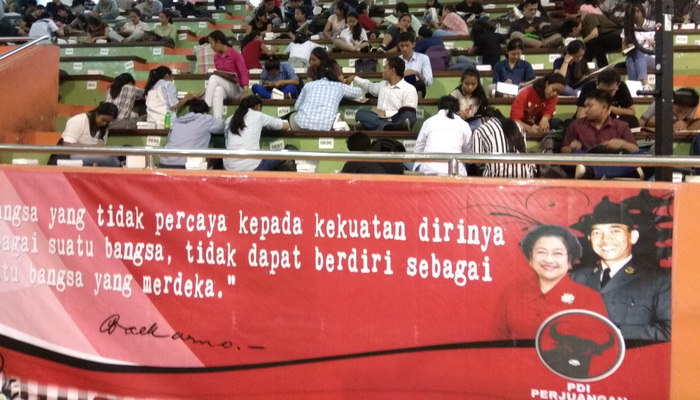 angsa yang tidak percaya kepada kekuatan dirinya
bagai suatu bangsa, tidak dapat berdiri sebagai
tu bangsa yang merdeka."
Soekarno.-
PDI
PERJUANGAN